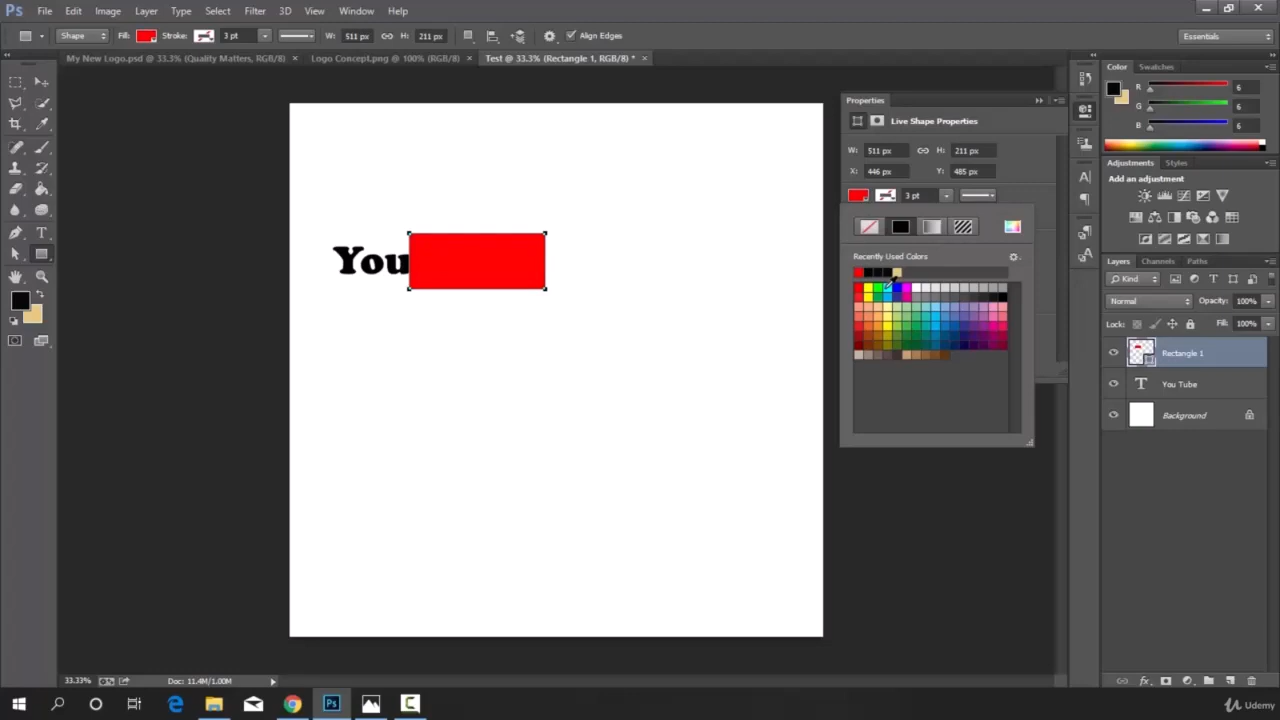 Ps File Edit Image Layer Type Select Filter 3D View Window Help
Shape Fill: Stroke: 3 pt W: 511 px H: 211 px Align Edges Essentials
My New Logo.psd @ 33.3% (Quality Matters, RGB/8) × Logo Concept.png @ 100% (RGB/8) × Test @ 33.3% (Rectangle 1, RGB/8) * ×
Color Swatches
R 6
G 6
B 6
Properties
Live Shape Properties
W: 511 px H: 211 px
X: 446 px Y: 485 px
3 pt
Recently Used Colors
Adjustments Styles
Add an adjustment
You
Layers Channels Paths
Kind
Normal Opacity: 100%
Lock: Fill: 100%
Rectangle 1
T You Tube
Background
33.33% Doc: 11.4M/1.00M
Udemy